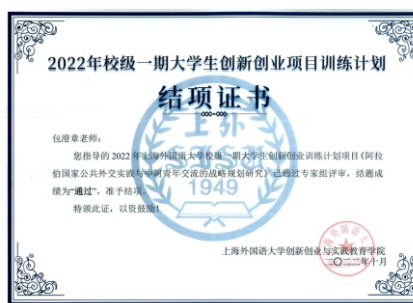 2022年校级一期大学生创新创业项目训练计划
结项证书
包澄章老师：
您指导的 2022 年上海外国语大学校级一期大学生创新创业训练计划项目《阿拉
伯国家公共外交实践与中阿青年交流的战略规划研究》已通过专家组评审，结题成
绩为“通过”，准予结项。
特颁此证，以资鼓励！
上外
SISU
1949
上海外国语大学创新创业与实践教育学院
二〇二二年十月